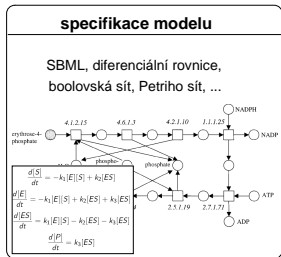 specifikace modelu
SBML, diferenciální rovnice,
boolovská sít, Petriho sít, ...
NADPH
4.1.2.15
4.6.1.3
4.2.1.10
1.1.1.25
erythrose-4-
phosphate
NADP
phospho-
phosphate
d[S]/dt = −k₁[E][S] + k₂[ES]
d[E]/dt = −k₁[E][S] + k₂[ES] + k₃[ES]
d[ES]/dt = k₁[E][S] − k₂[ES] − k₃[ES]
d[P]/dt = k₃[ES]
2.5.1.19
2.7.1.71
ATP
ADP